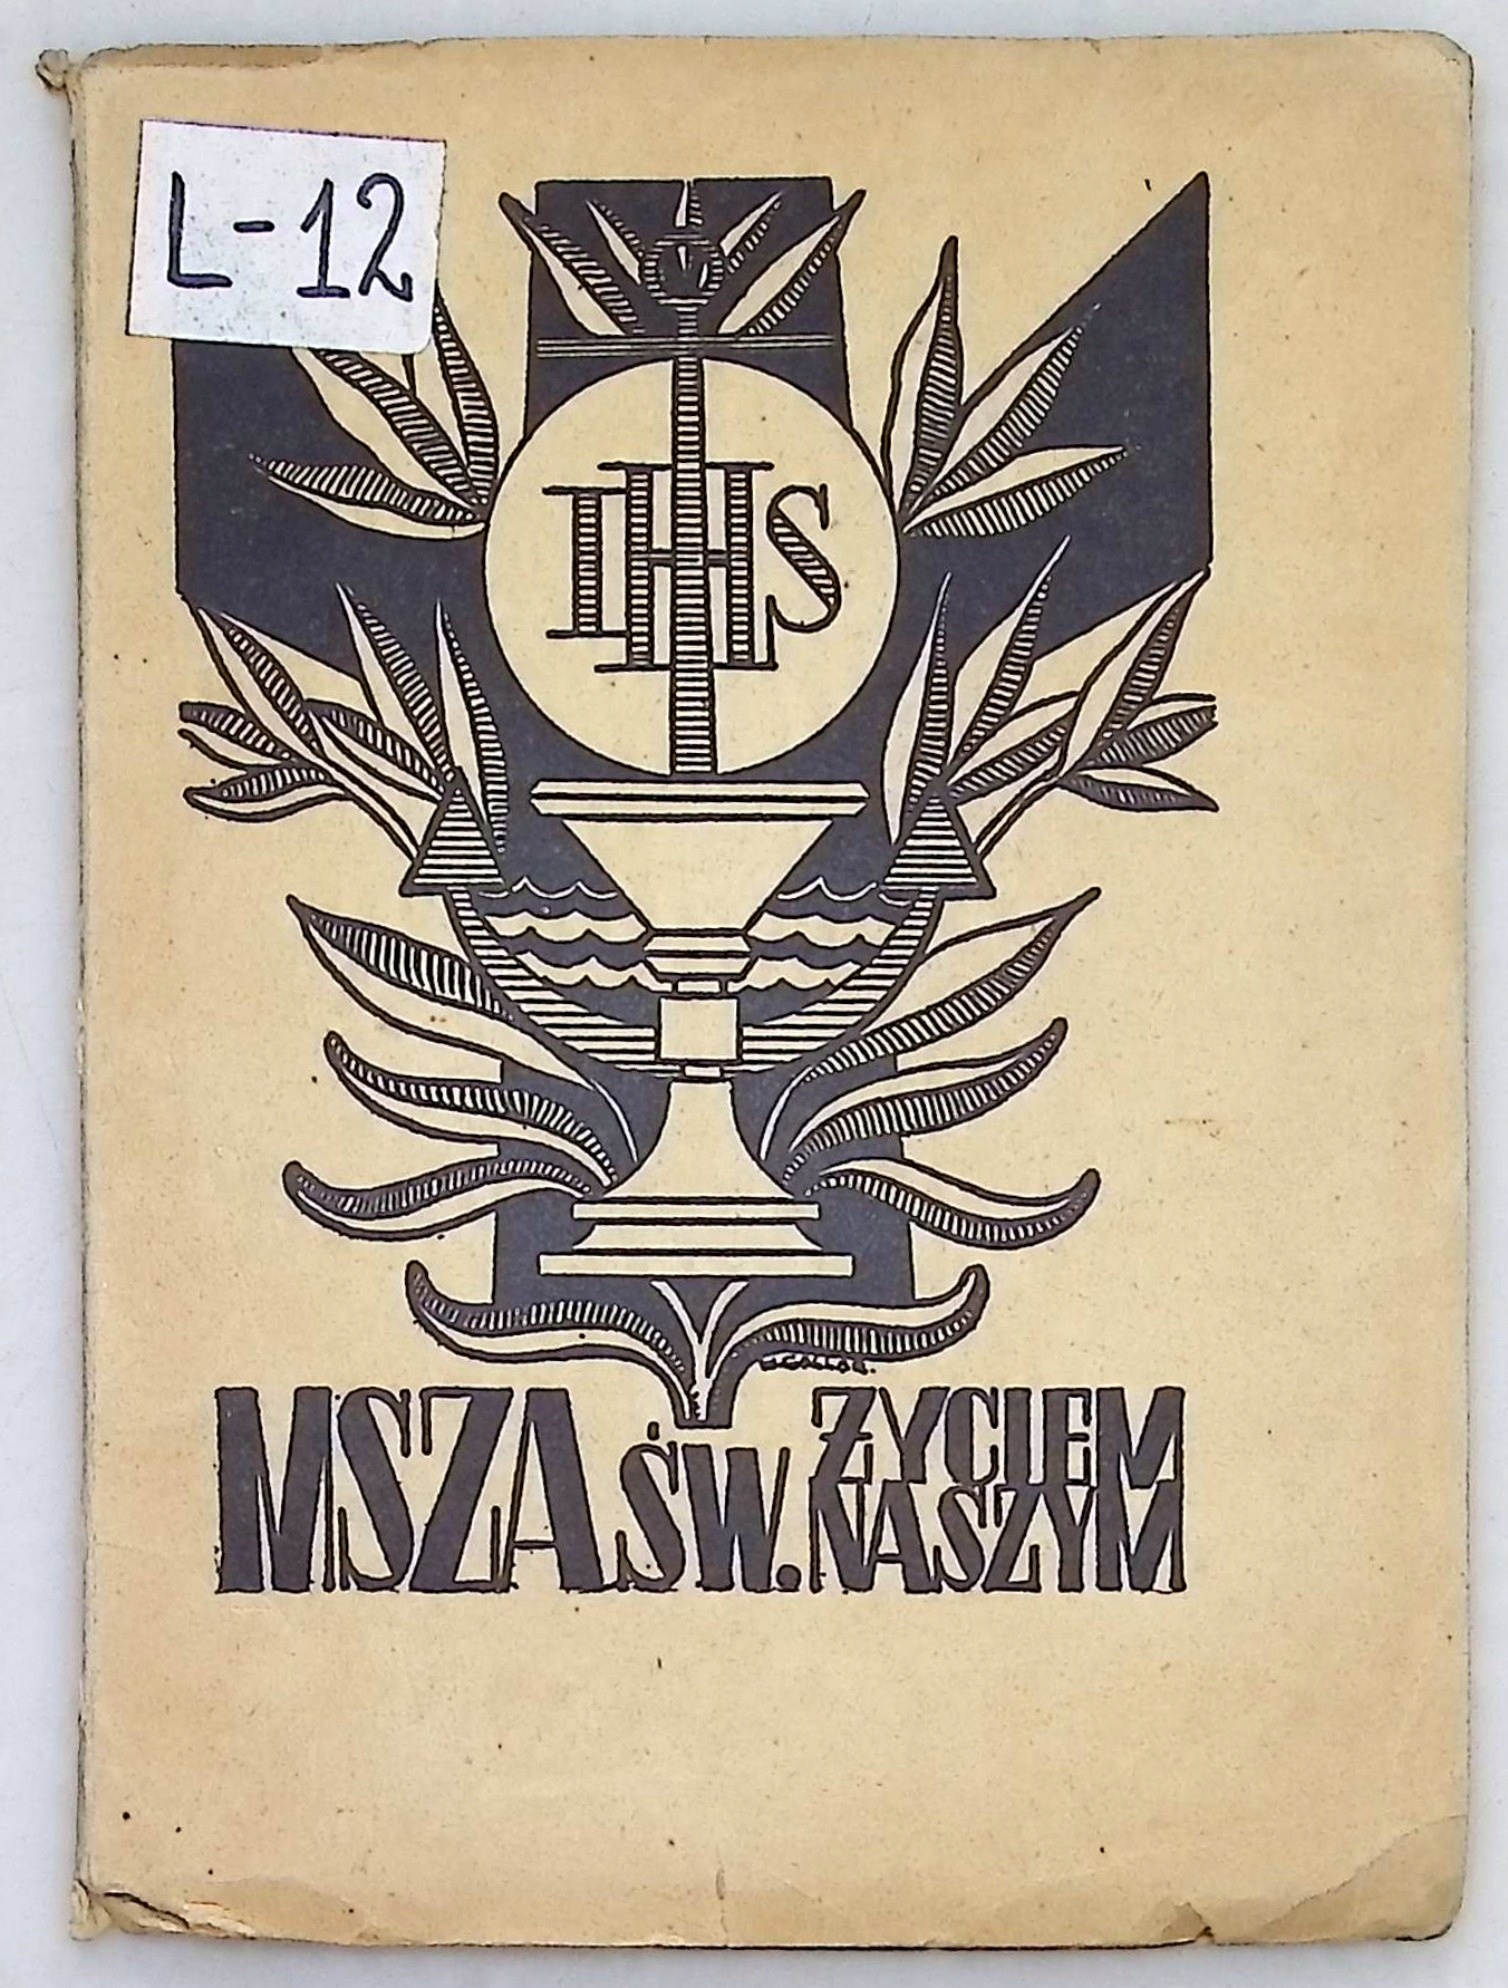 L-12
IHS
MSZA ŚW. ŻYCIEM
NASZYM